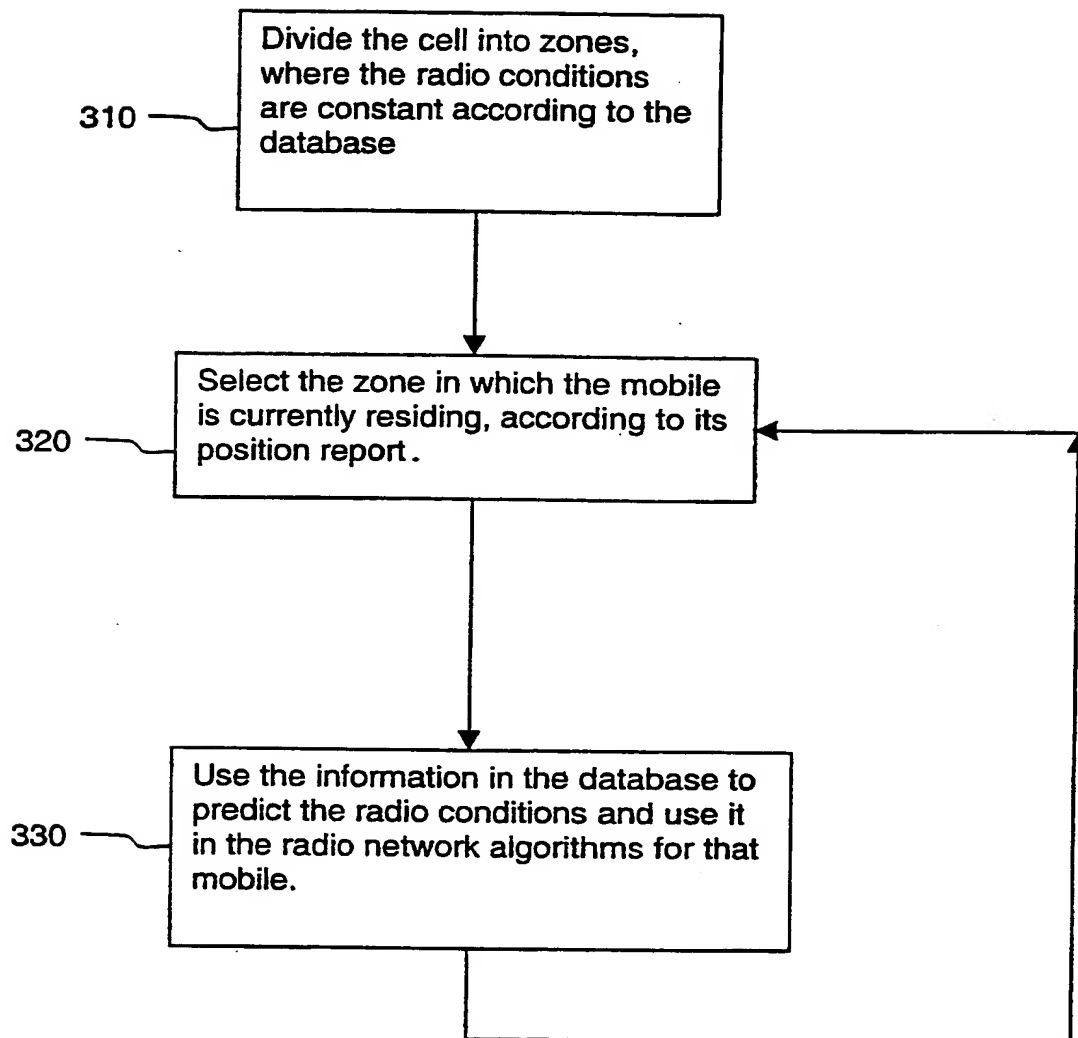 Divide the cell into zones,
where the radio conditions
are constant according to the
database
310
Select the zone in which the mobile
is currently residing, according to its
position report.
320
Use the information in the database to
predict the radio conditions and use it
in the radio network algorithms for that
mobile.
330